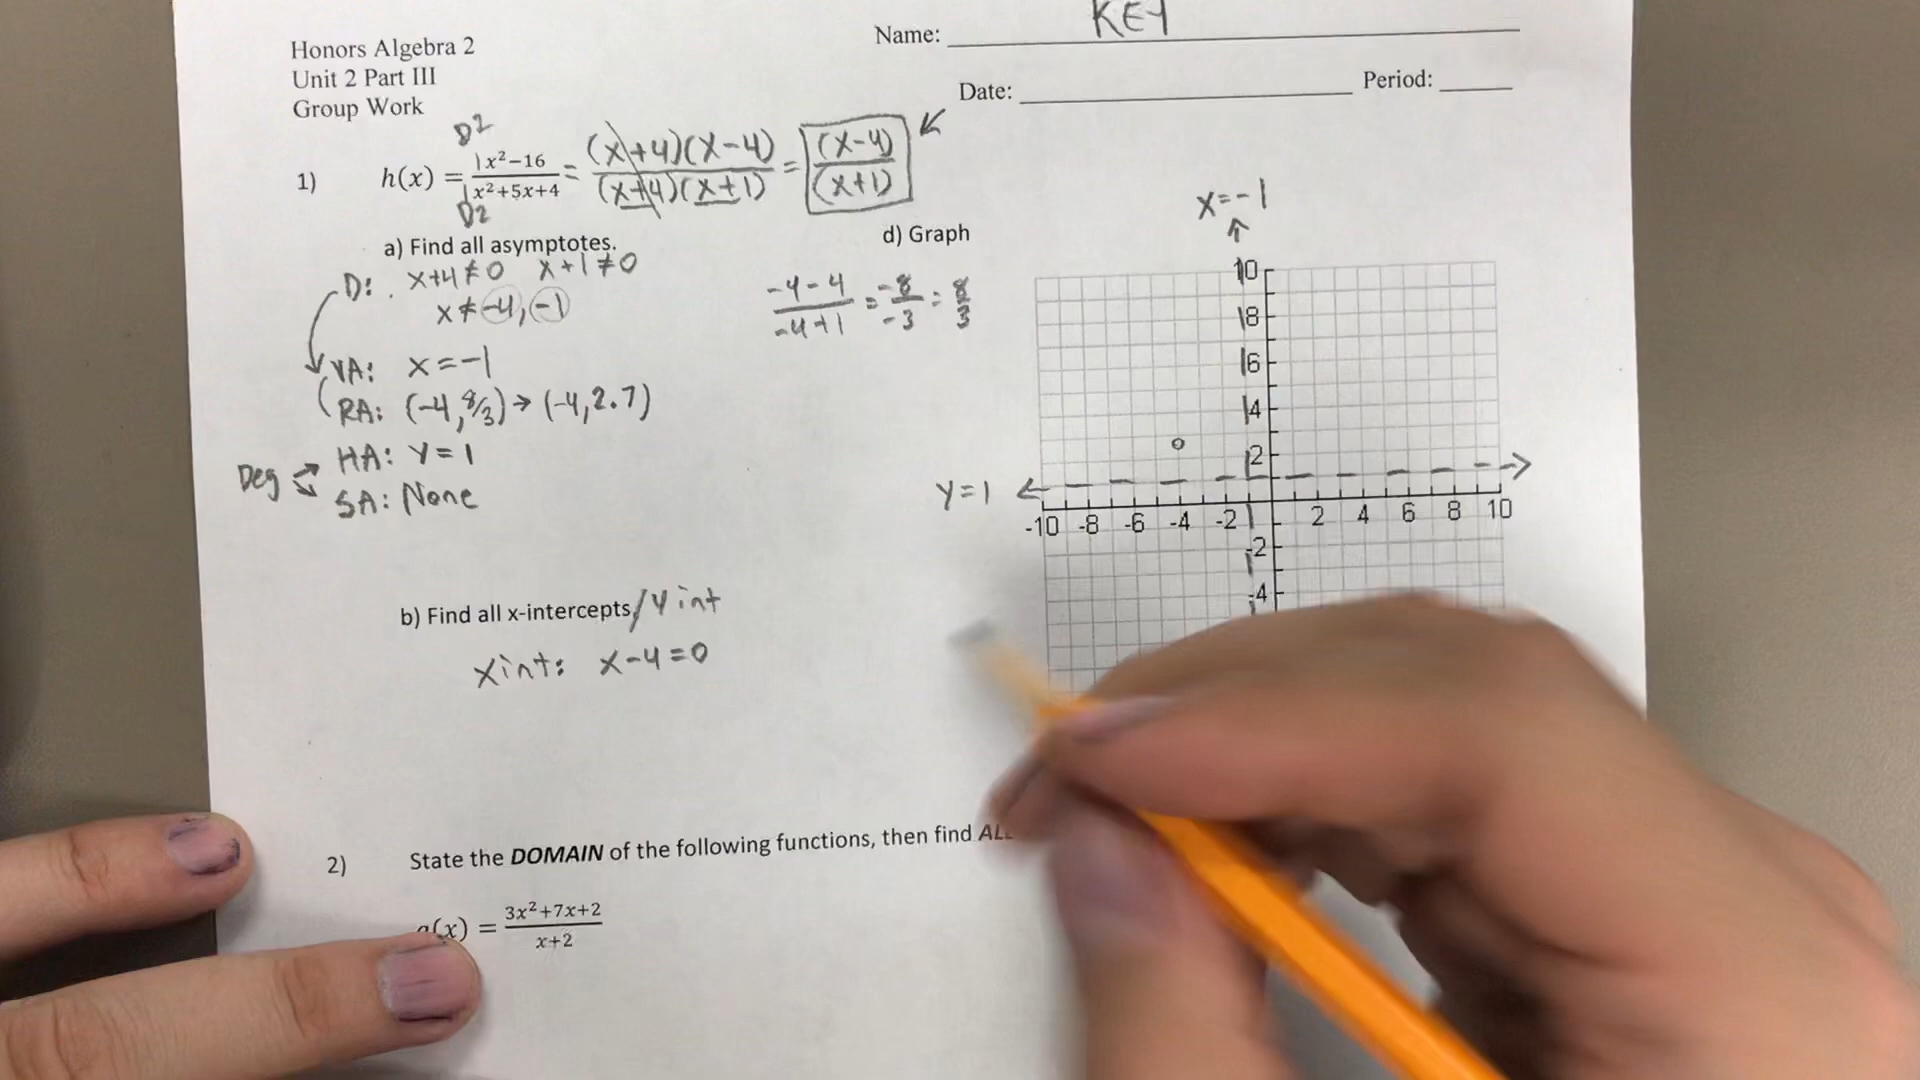 Honors Algebra 2
Unit 2 Part III
Group Work
Name: KEY
Date: Period:
D2
1) h(x) = 1x²−16 / 1x²+5x+4 = (x+4)(x−4) / (x+4)(x+1) = (x−4) / (x+1)
D2
a) Find all asymptotes.
D: x+4≠0 x+1≠0
x≠−4, −1
VA: x=−1
RA: (−4, 8/3) → (−4, 2.7)
Deg
HA: y=1
SA: None
d) Graph
−4−4 / −4+1 = −8 / −3 = 8 / 3
x=−1
10
8
6
4
2
y=1
-10 -8 -6 -4 -2 2 4 6 8 10
-2
-4
b) Find all x-intercepts/y int
x int: x−4=0
2) State the DOMAIN of the following functions, then find ALL
(x) = 3x²+7x+2 / x+2